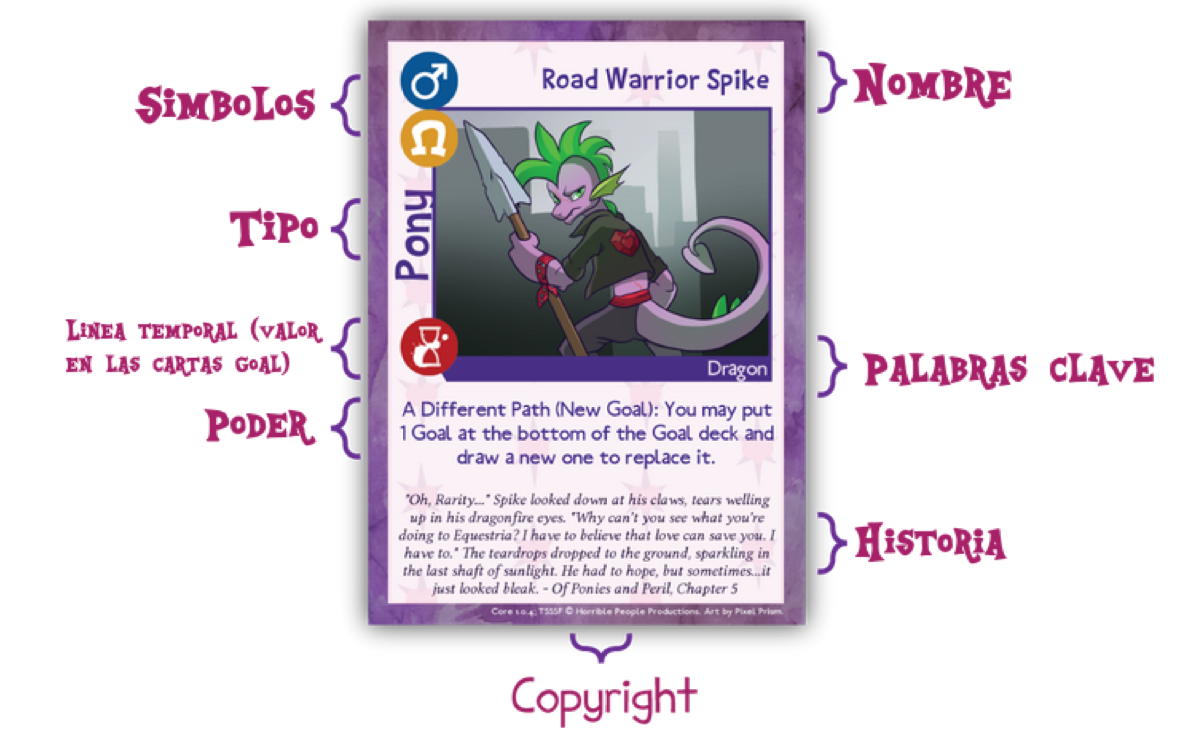 Simbolos
Tipo
Linea temporal (valor
en las cartas goal)
Poder
Road Warrior Spike
Pony
Dragon
A Different Path (New Goal): You may put
1 Goal at the bottom of the Goal deck and
draw a new one to replace it.
"Oh, Rarity..." Spike looked down at his claws, tears welling
up in his dragonfire eyes. "Why can't you see what you're
doing to Equestria? I have to believe that love can save you. I
have to." The teardrops dropped to the ground, sparkling in
the last shaft of sunlight. He had to hope, but sometimes...it
just looked bleak. - Of Ponies and Peril, Chapter 5
Core 1.0.4; TSSSF © Horrible People Productions. Art by Pixel Prism.
Nombre
Palabras clave
Historia
Copyright